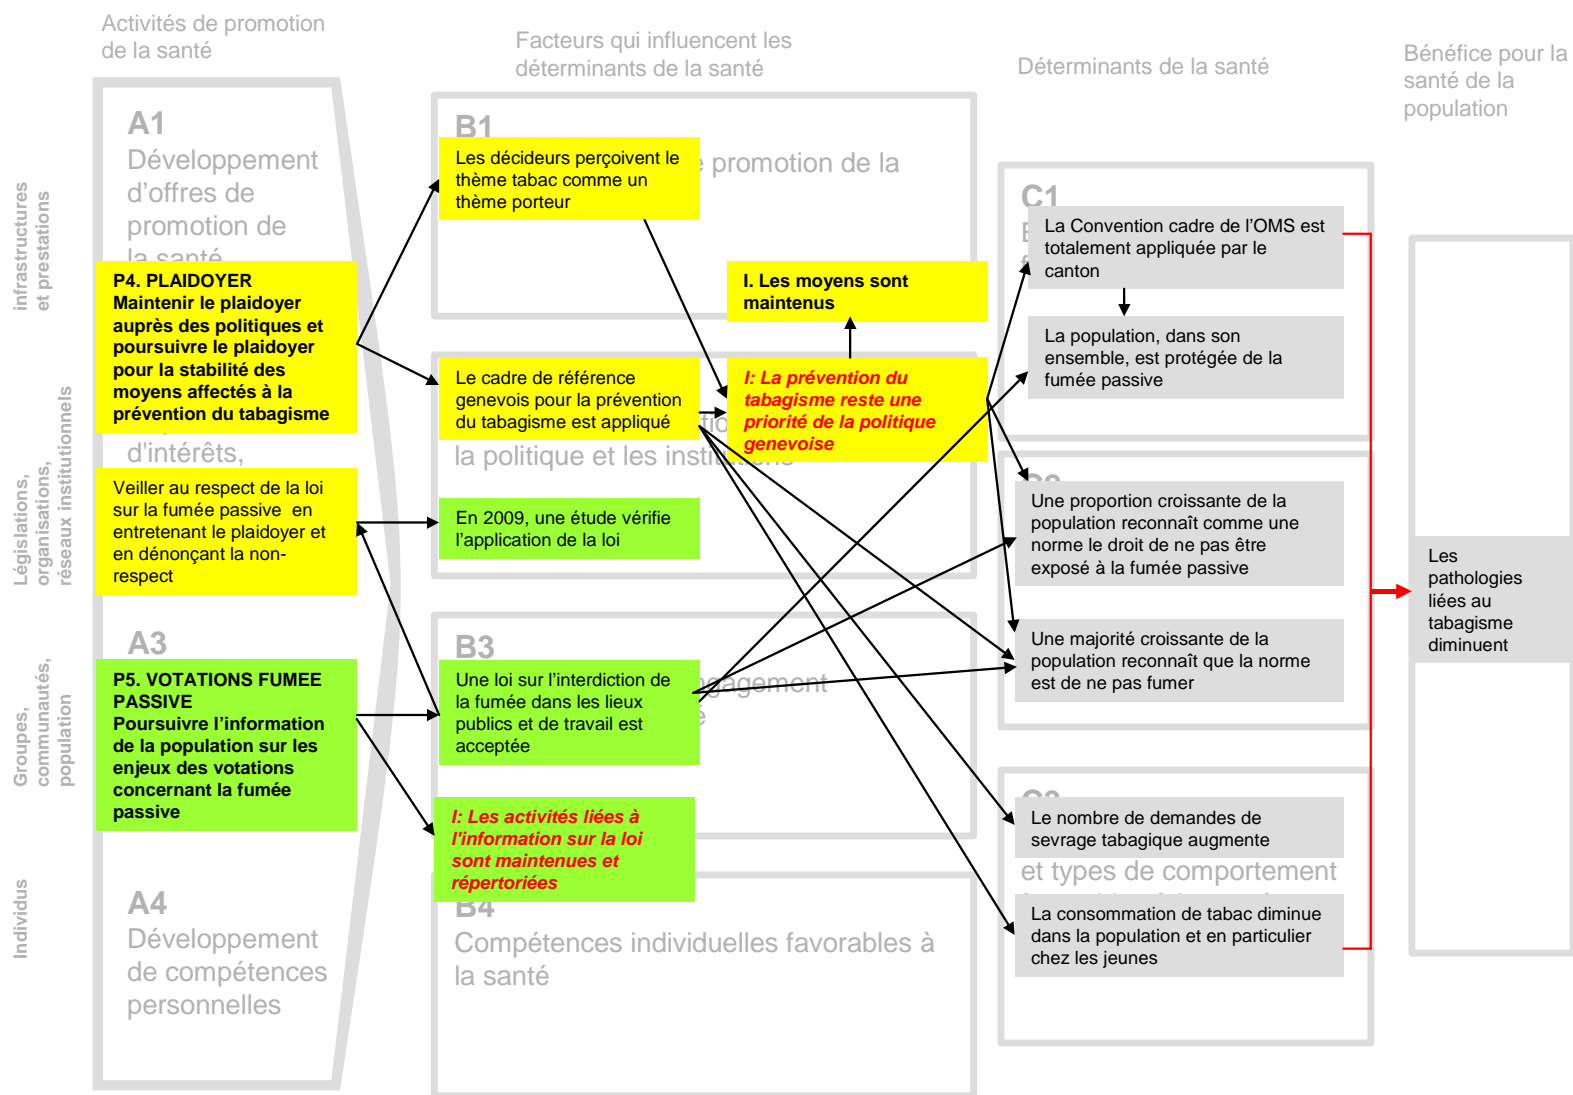 Activités de promotion
de la santé
Facteurs qui influencent les
déterminants de la santé
Déterminants de la santé
Bénéfice pour la
santé de la
population
infrastructures
et prestations
Législations,
organisations,
réseaux institutionnels
Groupes,
communautés,
population
Individus
A1
Développement
d'offres de
promotion de
la santé
P4. PLAIDOYER
Maintenir le plaidoyer
auprès des politiques et
poursuivre le plaidoyer
pour la stabilité des
moyens affectés à la
prévention du tabagisme
d'intérêts,
Veiller au respect de la loi
sur la fumée passive en
entretenant le plaidoyer et
en dénonçant la non-
respect
A3
P5. VOTATIONS FUMEE
PASSIVE
Poursuivre l'information
de la population sur les
enjeux des votations
concernant la fumée
passive
A4
Développement
de compétences
personnelles
B1
promotion de la
Les décideurs perçoivent le
thème tabac comme un
thème porteur
I. Les moyens sont
maintenus
Le cadre de référence
genevois pour la prévention
du tabagisme est appliqué
I: La prévention du
tabagisme reste une
priorité de la politique
genevoise
la politique et les institutions
En 2009, une étude vérifie
l'application de la loi
B3
Une loi sur l'interdiction de
la fumée dans les lieux
publics et de travail est
acceptée
I: Les activités liées à
l'information sur la loi
sont maintenues et
répertoriées
B4
Compétences individuelles favorables à
la santé
C1
La Convention cadre de l'OMS est
totalement appliquée par le
canton
La population, dans son
ensemble, est protégée de la
fumée passive
Une proportion croissante de la
population reconnaît comme une
norme le droit de ne pas être
exposé à la fumée passive
Une majorité croissante de la
population reconnaît que la norme
est de ne pas fumer
Le nombre de demandes de
sevrage tabagique augmente
et types de comportement
La consommation de tabac diminue
dans la population et en particulier
chez les jeunes
Les
pathologies
liées au
tabagisme
diminuent